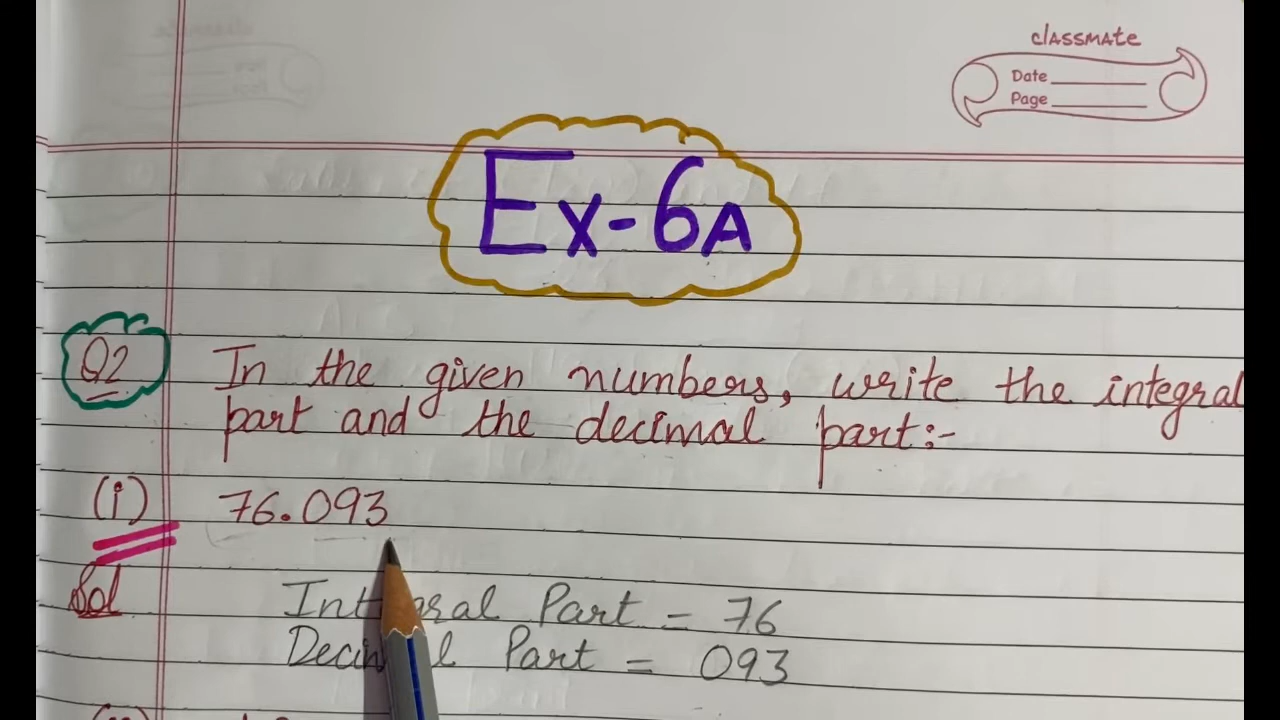 classmate
Date
Page
Ex-6A
Q2 In the given numbers, write the integral
part and the decimal part:-
(i) 76.093
Sol Integral Part = 76
Decimal Part = 093